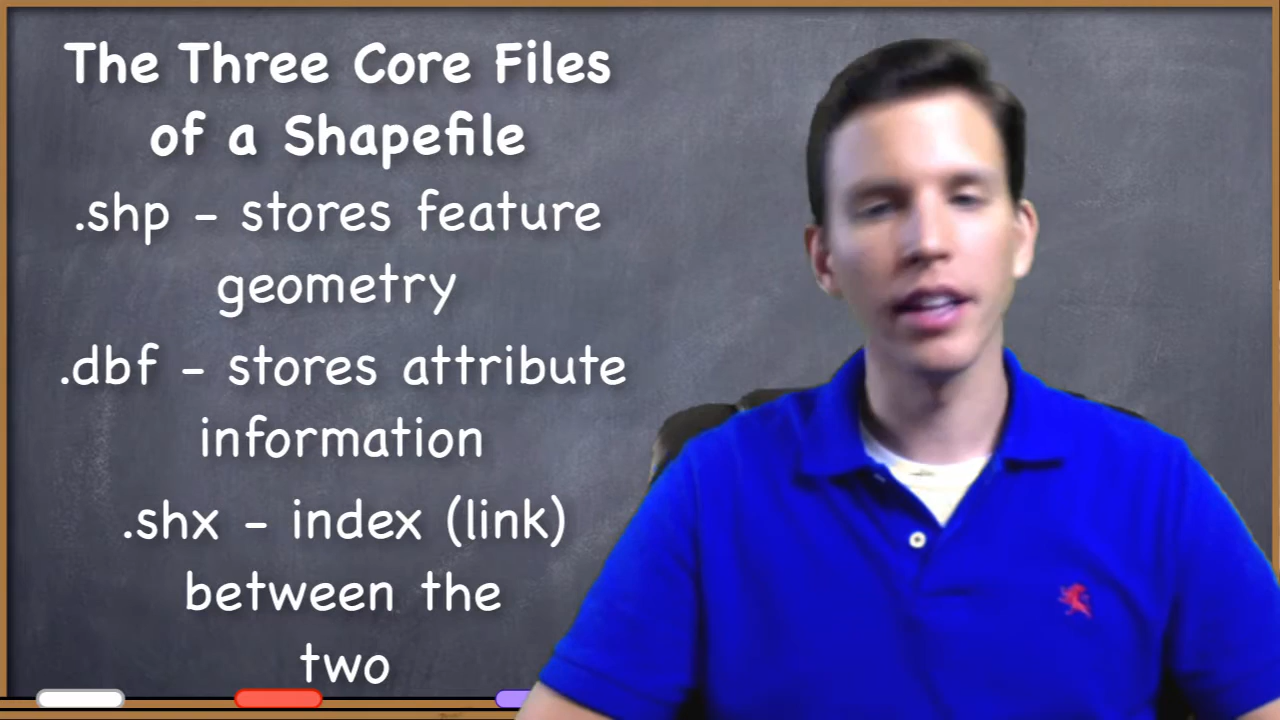 The Three Core Files
of a Shapefile
.shp - stores feature
geometry
.dbf - stores attribute
information
.shx - index (link)
between the
two